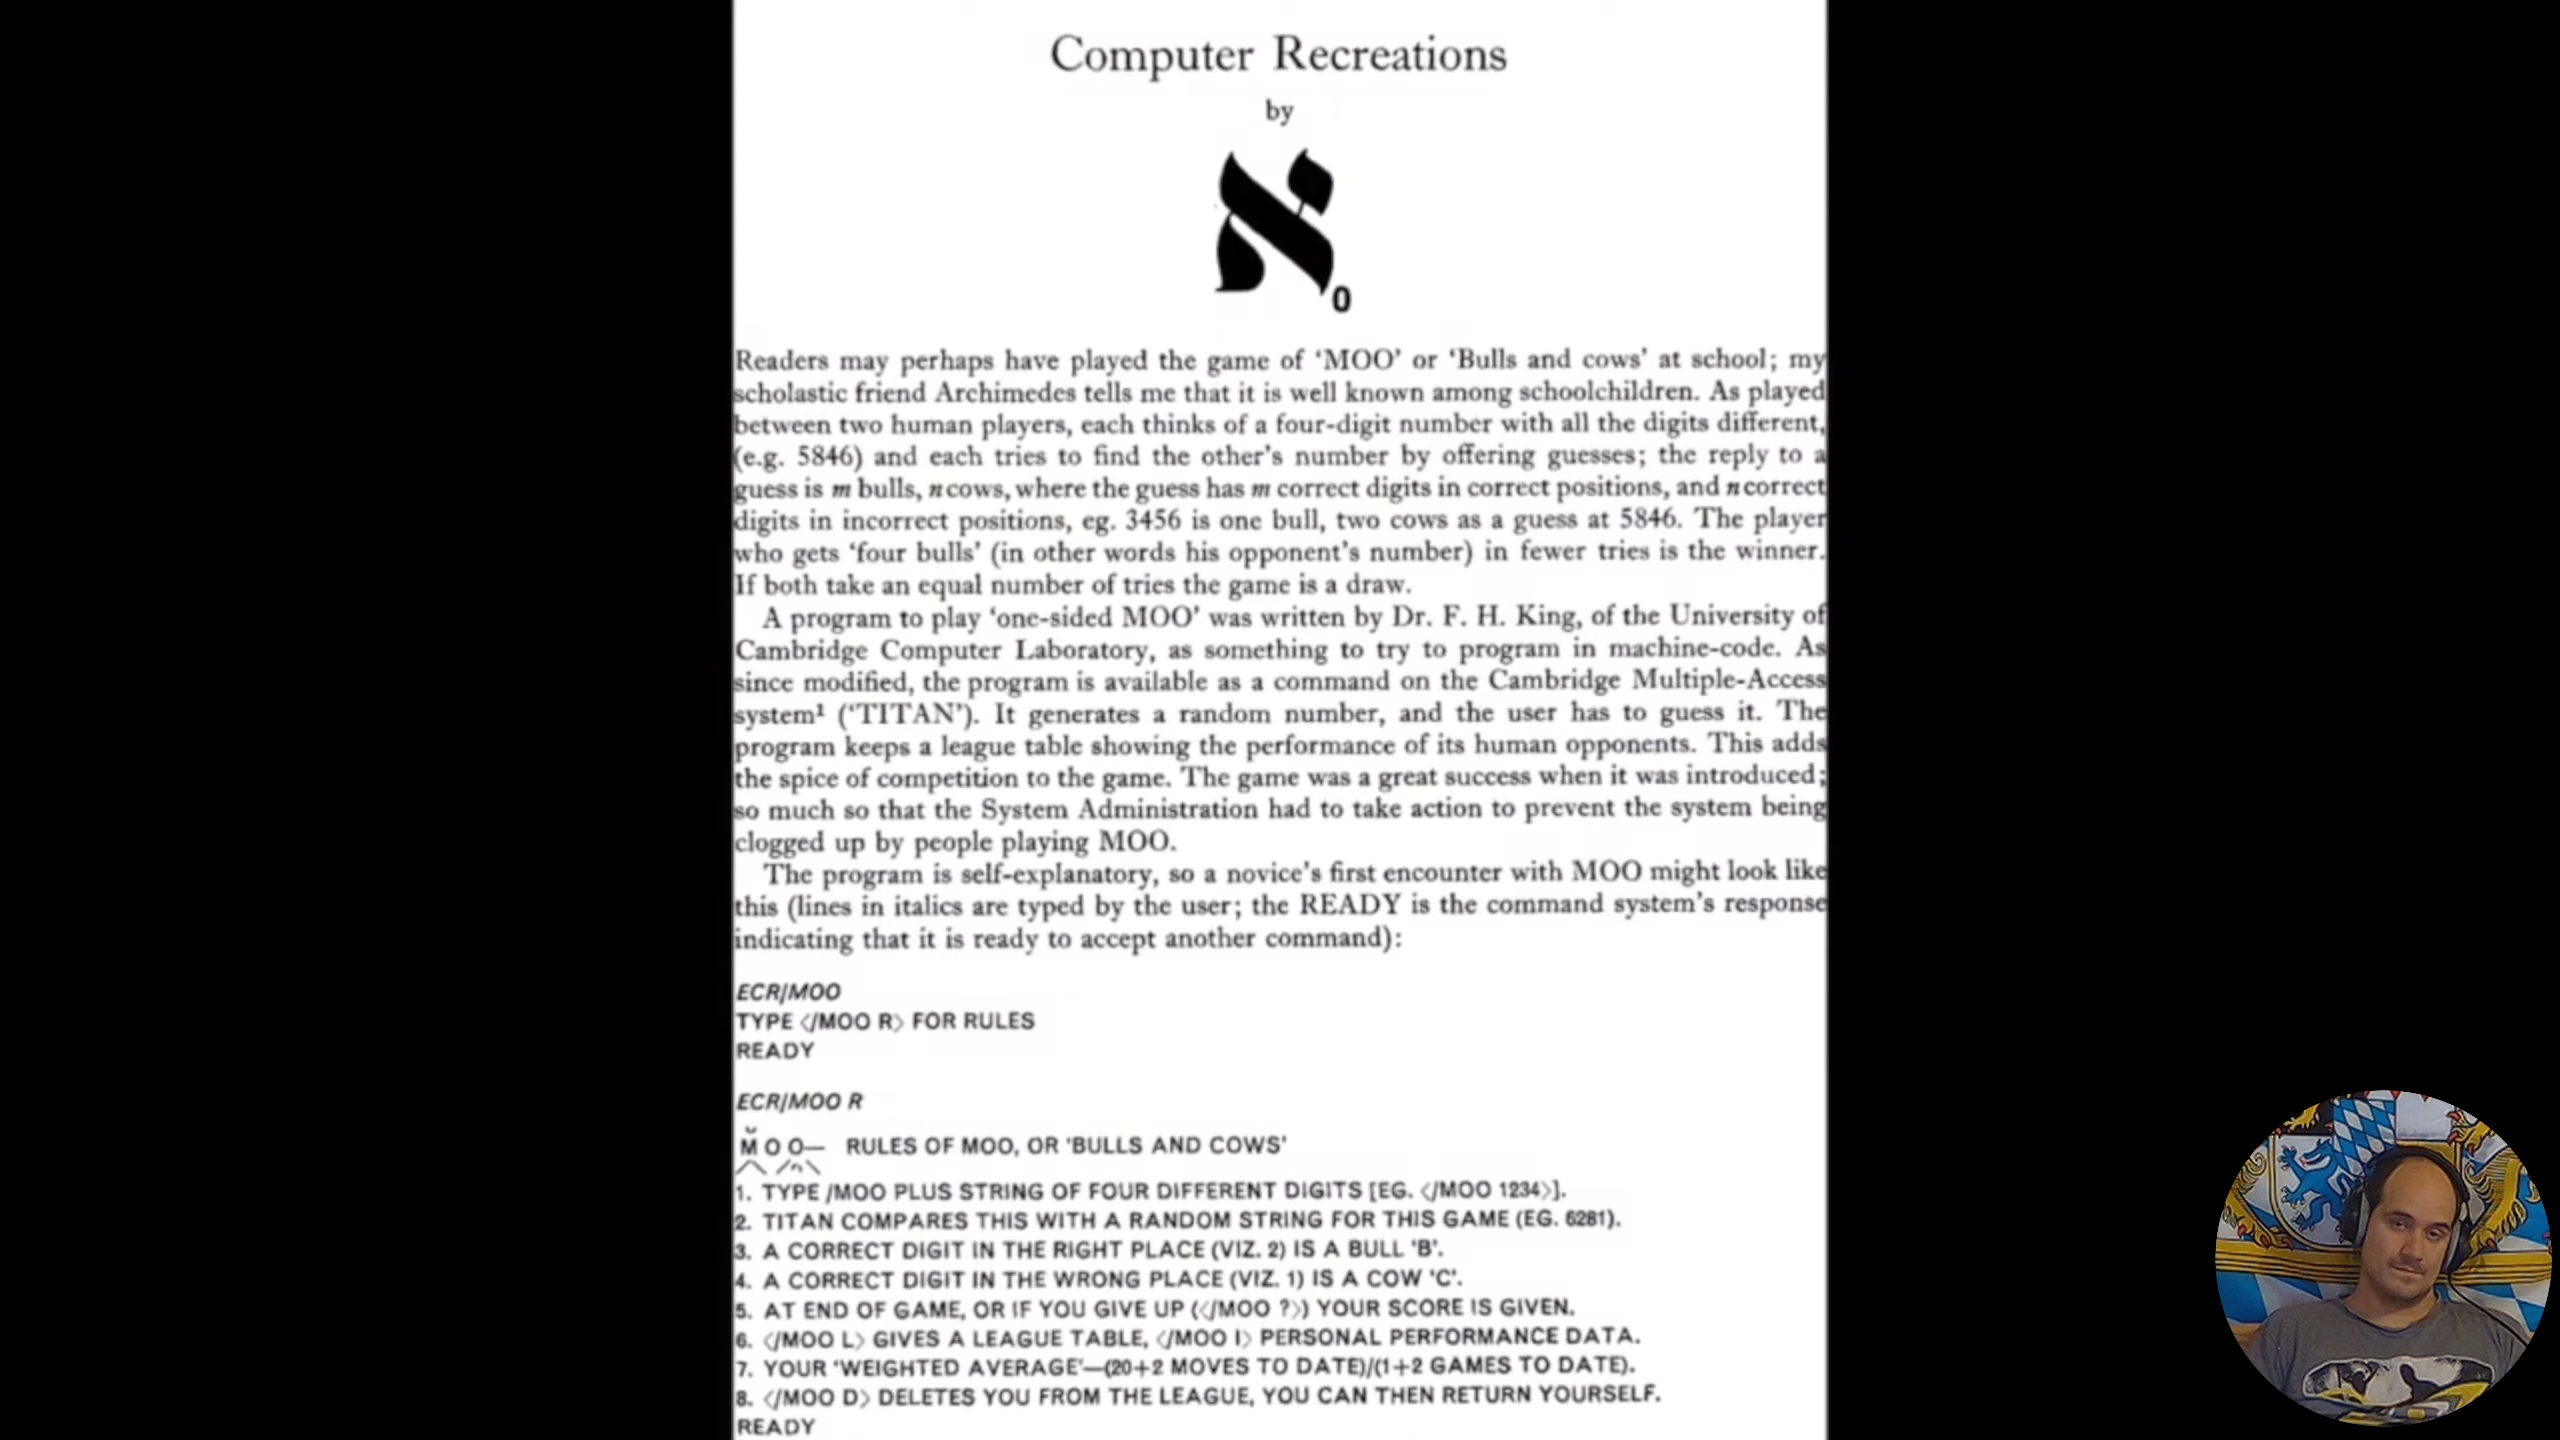 Computer Recreations
by
ℵ0
Readers may perhaps have played the game of ‘MOO’ or ‘Bulls and cows’ at school; my
scholastic friend Archimedes tells me that it is well known among schoolchildren. As played
between two human players, each thinks of a four-digit number with all the digits different,
(e.g. 5846) and each tries to find the other’s number by offering guesses; the reply to a
guess is m bulls, n cows, where the guess has m correct digits in correct positions, and n correct
digits in incorrect positions, eg. 3456 is one bull, two cows as a guess at 5846. The player
who gets ‘four bulls’ (in other words his opponent’s number) in fewer tries is the winner.
If both take an equal number of tries the game is a draw.
A program to play ‘one-sided MOO’ was written by Dr. F. H. King, of the University of
Cambridge Computer Laboratory, as something to try to program in machine-code. As
since modified, the program is available as a command on the Cambridge Multiple-Access
system¹ (‘TITAN’). It generates a random number, and the user has to guess it. The
program keeps a league table showing the performance of its human opponents. This adds
the spice of competition to the game. The game was a great success when it was introduced;
so much so that the System Administration had to take action to prevent the system being
clogged up by people playing MOO.
The program is self-explanatory, so a novice’s first encounter with MOO might look like
this (lines in italics are typed by the user; the READY is the command system’s response
indicating that it is ready to accept another command):
ECR/MOO
TYPE 〈/MOO R〉 FOR RULES
READY
ECR/MOO R
M O O— RULES OF MOO, OR 'BULLS AND COWS'
1. TYPE /MOO PLUS STRING OF FOUR DIFFERENT DIGITS [EG. 〈/MOO 1234〉].
2. TITAN COMPARES THIS WITH A RANDOM STRING FOR THIS GAME (EG. 6281).
3. A CORRECT DIGIT IN THE RIGHT PLACE (VIZ. 2) IS A BULL 'B'.
4. A CORRECT DIGIT IN THE WRONG PLACE (VIZ. 1) IS A COW 'C'.
5. AT END OF GAME, OR IF YOU GIVE UP (〈/MOO ?〉) YOUR SCORE IS GIVEN.
6. 〈/MOO L〉 GIVES A LEAGUE TABLE, 〈/MOO I〉 PERSONAL PERFORMANCE DATA.
7. YOUR 'WEIGHTED AVERAGE'—(20+2 MOVES TO DATE)/(1+2 GAMES TO DATE).
8. 〈/MOO D〉 DELETES YOU FROM THE LEAGUE, YOU CAN THEN RETURN YOURSELF.
READY